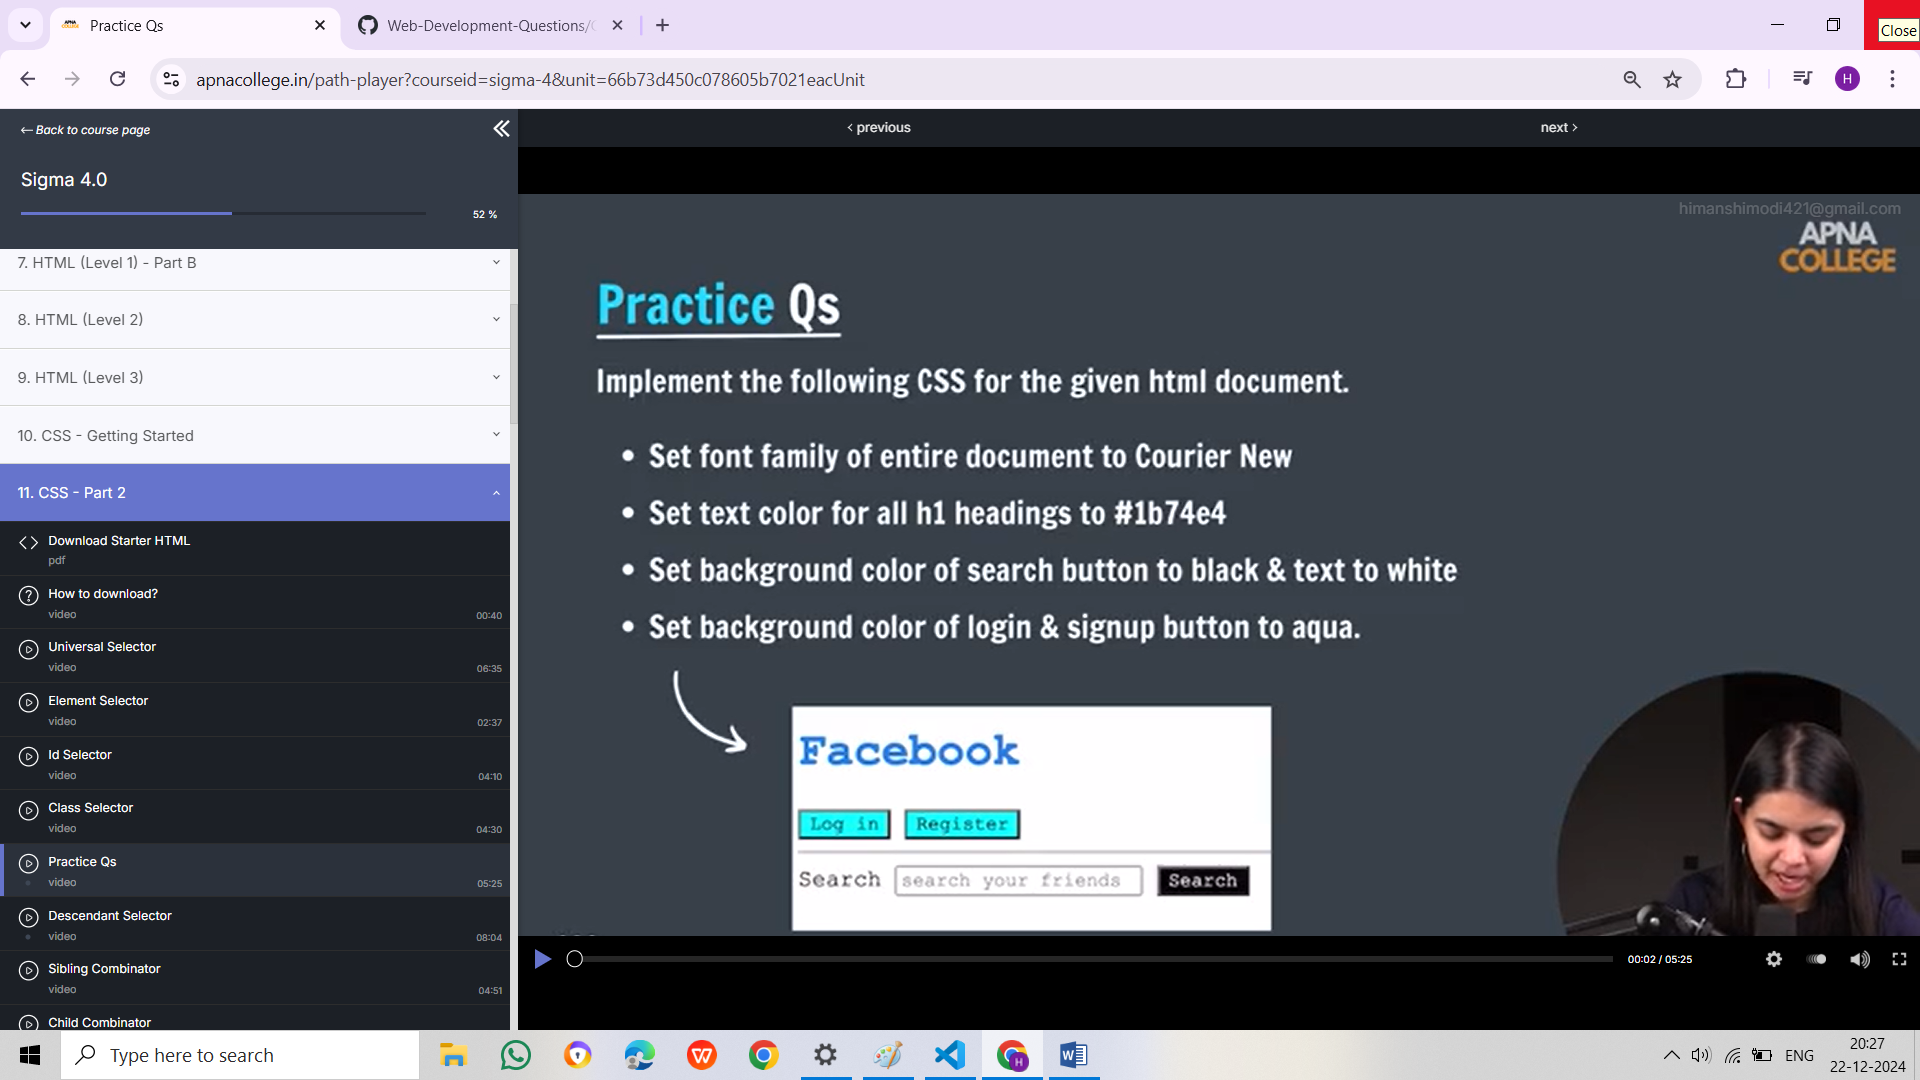 Practice Qs
Web-Development-Questions/
Close
apnacollege.in/path-player?courseid=sigma-4&unit=66b73d450c078605b7021eacUnit
H
← Back to course page
‹ previous
next ›
Sigma 4.0
52 %
7. HTML (Level 1) - Part B
8. HTML (Level 2)
9. HTML (Level 3)
10. CSS - Getting Started
11. CSS - Part 2
Download Starter HTML
pdf
How to download?
video
00:40
Universal Selector
video
06:35
Element Selector
video
02:37
Id Selector
video
04:10
Class Selector
video
04:30
Practice Qs
video
05:25
Descendant Selector
video
08:04
Sibling Combinator
video
04:51
Child Combinator
himanshimodi421@gmail.com
APNA
COLLEGE
Practice Qs
Implement the following CSS for the given html document.
• Set font family of entire document to Courier New
• Set text color for all h1 headings to #1b74e4
• Set background color of search button to black & text to white
• Set background color of login & signup button to aqua.
Facebook
Log in Register
Search search your friends Search
00:02 / 05:25
Type here to search
ENG
20:27
22-12-2024